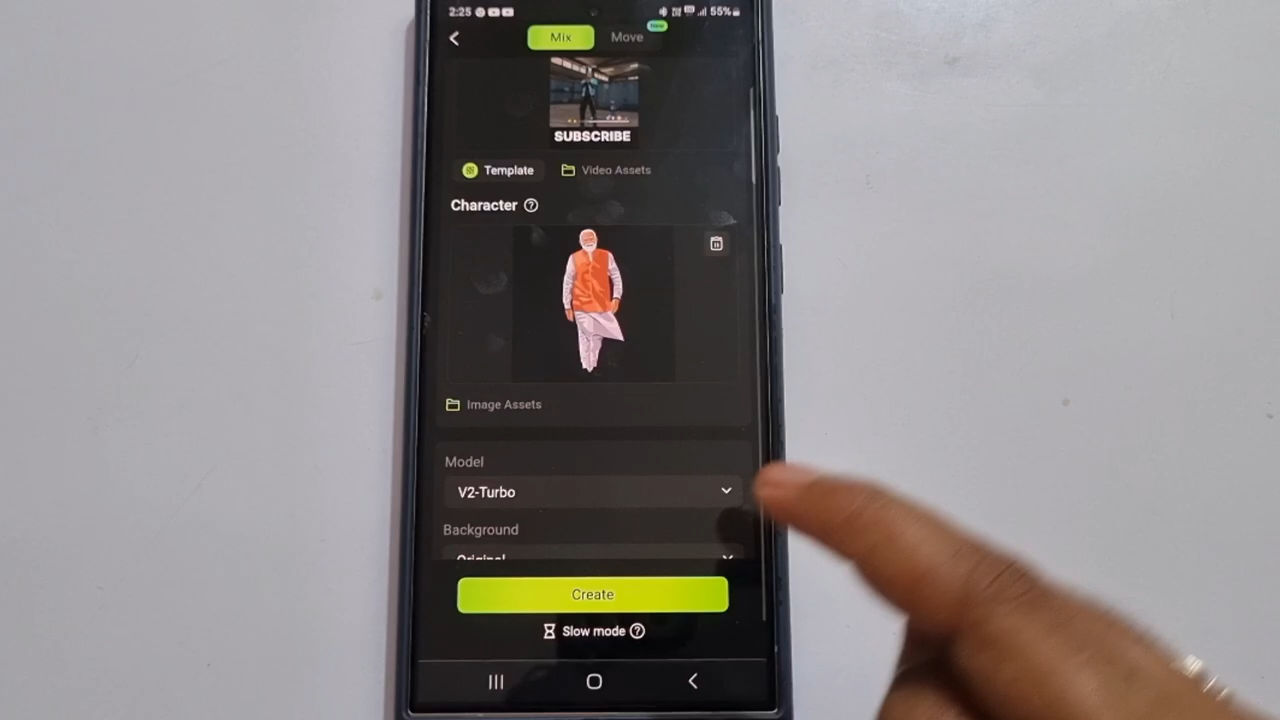 2:25 55%
Mix Move New
SUBSCRIBE
Template Video Assets
Character ?
Image Assets
Model
V2-Turbo
Background
Original
Create
Slow mode ?